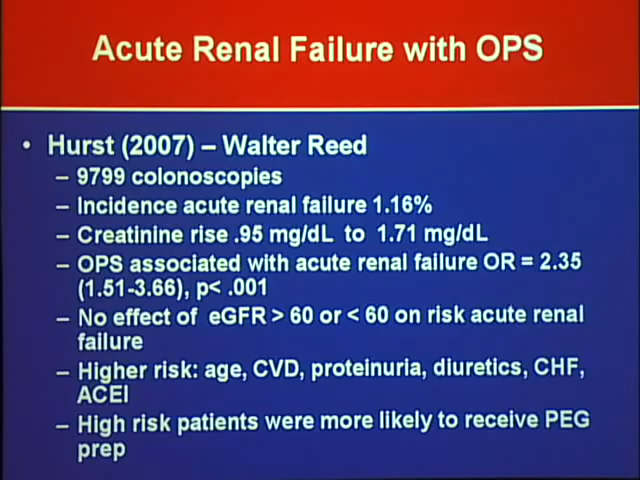 Acute Renal Failure with OPS
• Hurst (2007) – Walter Reed
– 9799 colonoscopies
– Incidence acute renal failure 1.16%
– Creatinine rise .95 mg/dL to 1.71 mg/dL
– OPS associated with acute renal failure OR = 2.35
(1.51-3.66), p< .001
– No effect of eGFR > 60 or < 60 on risk acute renal
failure
– Higher risk: age, CVD, proteinuria, diuretics, CHF,
ACEI
– High risk patients were more likely to receive PEG
prep